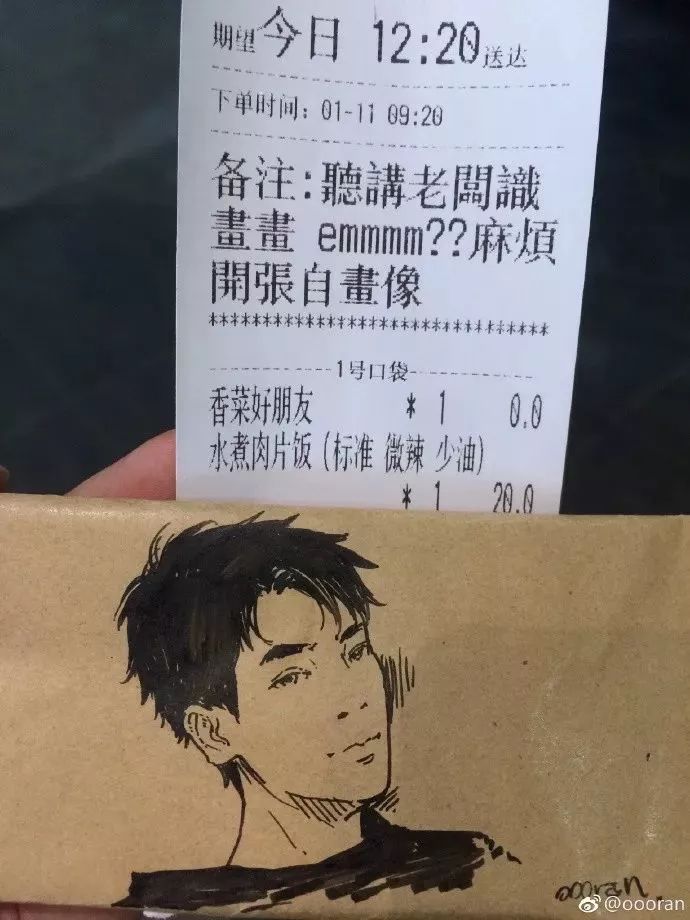 期望今日 12:20送达
下单时间：01-11 09:20
备注:聽講老闆識
畫畫 emmmm??麻煩
開張自畫像
*******************************
1号口袋
香菜好朋友 * 1 0.0
水煮肉片饭(标准 微辣 少油)
* 1 20.0
oooran
@oooran